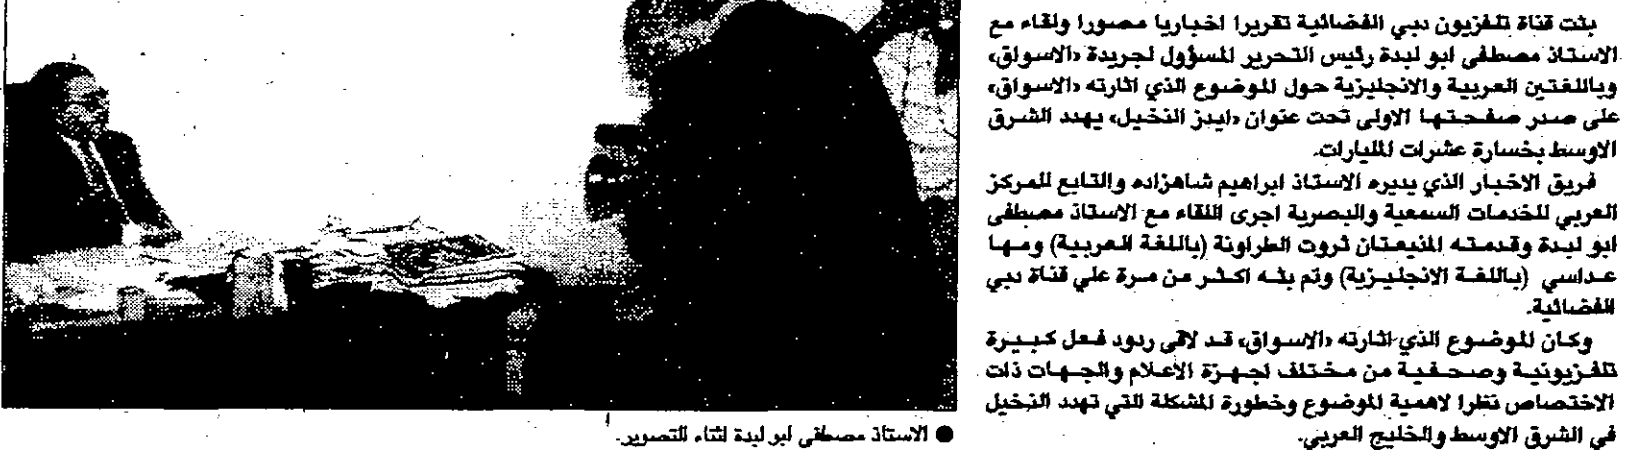 بثت قناة تلفزيون دبي الفضائية تقريرا اخباريا مصورا ولقاء مع
الاستاذ مصطفى ابو لبدة رئيس التحرير المسؤول لجريدة «الاسواق»
وباللغتين العربية والانجليزية حول الموضوع الذي اثارته «الاسواق»
على صدر صفحتها الاولى تحت عنوان «ايدز النخيل» يهدد الشرق
الاوسط بخسارة عشرات المليارات.
فريق الاخبار الذي يديره الاستاذ ابراهيم شاهزاده والتابع للمركز
العربي للخدمات السمعية والبصرية اجرى اللقاء مع الاستاذ مصطفى
ابو لبدة وقدمته المذيعتان ثروت الطراونة (باللغة العربية) ومها
عداسي (باللغة الانجليزية) وتم بثه اكثر من مرة على قناة دبي
الفضائية.
وكان الموضوع الذي اثارته «الاسواق» قد لاقى ردود فعل كبيرة
تلفزيونية وصحفية من مختلف اجهزة الاعلام والجهات ذات
الاختصاص نظرا لاهمية الموضوع وخطورة المشكلة التي تهدد النخيل
في الشرق الاوسط والخليج العربي.
● الاستاذ مصطفى ابو لبدة اثناء التصوير.